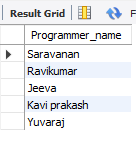 Result Grid
Programmer_name
Saravanan
Ravikumar
Jeeva
Kavi prakash
Yuvaraj